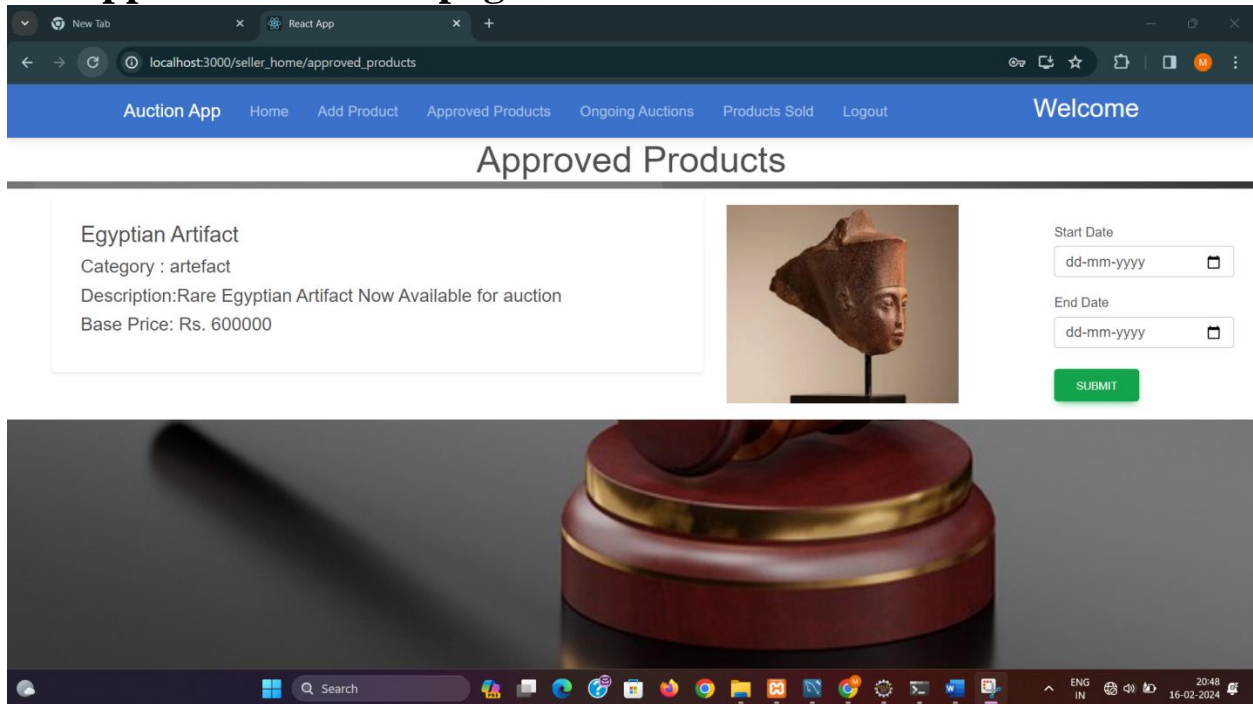 New Tab
React App
localhost:3000/seller_home/approved_products
M
Auction App Home Add Product Approved Products Ongoing Auctions Products Sold Logout Welcome
Approved Products
Egyptian Artifact
Category : artefact
Description:Rare Egyptian Artifact Now Available for auction
Base Price: Rs. 600000
Start Date
dd-mm-yyyy
End Date
dd-mm-yyyy
SUBMIT
Search
ENG
IN
20:48
16-02-2024